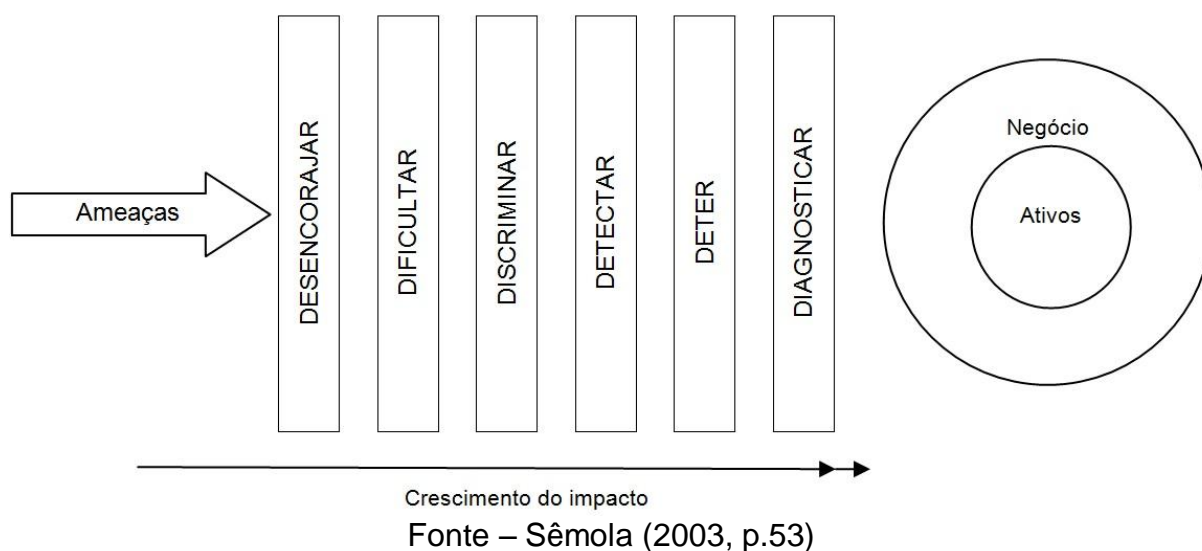 Ameaças
DESENCORAJAR
DIFICULTAR
DISCRIMINAR
DETECTAR
DETER
DIAGNOSTICAR
Negócio
Ativos
Crescimento do impacto
Fonte – Sêmola (2003, p.53)